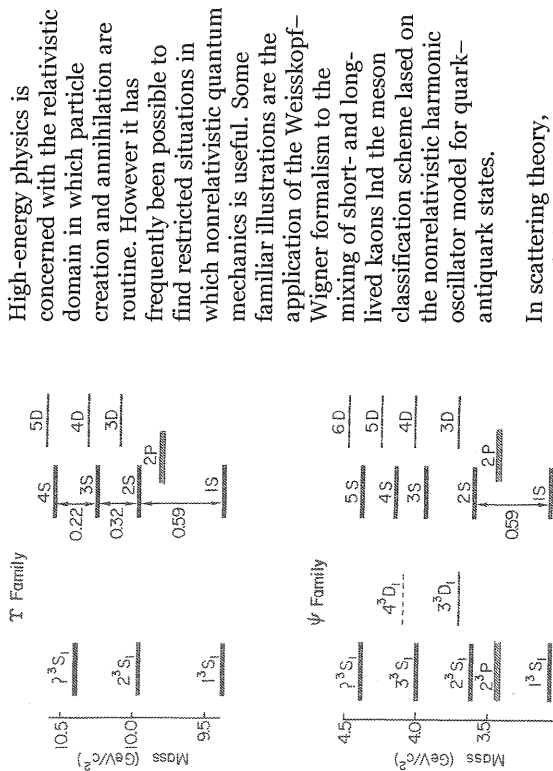 ϒ Family
10.5
10.0
9.5
Mass (GeV/c²)
?³S₁
2³S₁
1³S₁
4S
3S
2S
1S
2P
5D
4D
3D
0.22
0.32
0.59
ψ Family
4.5
4.0
3.5
Mass (GeV/c²)
?³S₁
3³S₁
2³S₁
2³P
1³S₁
4³D₁
3³D₁
5S
4S
3S
2S
1S
2P
6D
5D
4D
3D
0.59
High-energy physics is
concerned with the relativistic
domain in which particle
creation and annihilation are
routine. However it has
frequently been possible to
find restricted situations in
which nonrelativistic quantum
mechanics is useful. Some
familiar illustrations are the
application of the Weisskopf–
Wigner formalism to the
mixing of short- and long-
lived kaons lnd the meson
classification scheme lased on
the nonrelativistic harmonic
oscillator model for quark–
antiquark states.
In scattering theory,